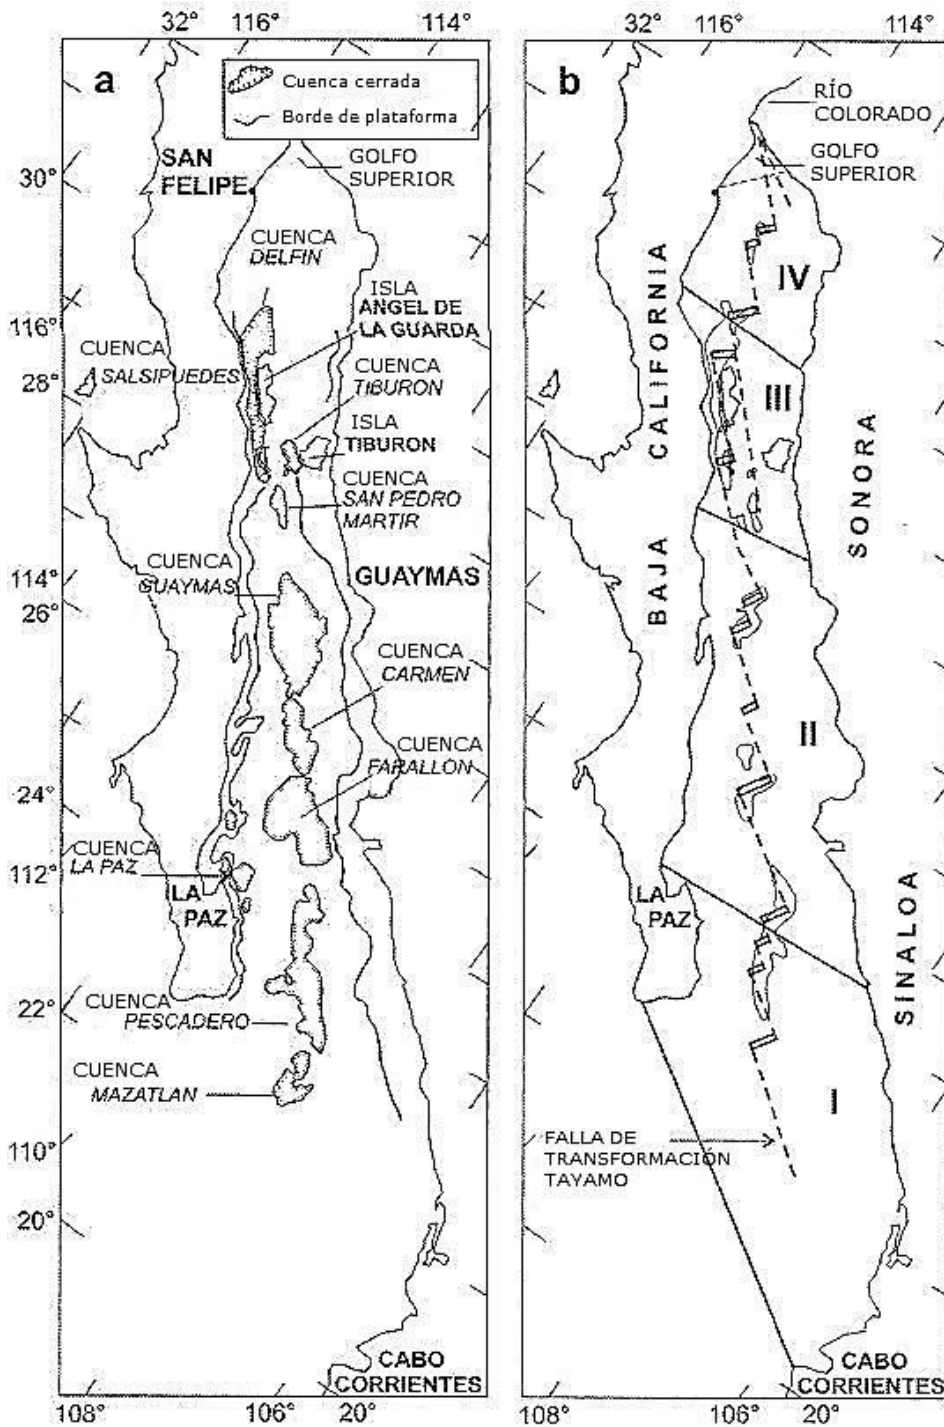 32° 116° 114°
a
Cuenca cerrada
Borde de plataforma
SAN
FELIPE
GOLFO
SUPERIOR
30°
CUENCA
DELFIN
ISLA
ANGEL DE
LA GUARDA
116°
CUENCA
SALSIPUEDES
CUENCA
TIBURON
28°
ISLA
TIBURON
CUENCA
SAN PEDRO
MARTIR
CUENCA
GUAYMAS
GUAYMAS
114°
26°
CUENCA
CARMEN
CUENCA
FARALLON
24°
CUENCA
LA PAZ
112°
LA
PAZ
22°
CUENCA
PESCADERO
CUENCA
MAZATLAN
110°
20°
CABO
CORRIENTES
108° 106° 20°
32° 116° 114°
b
RÍO
COLORADO
GOLFO
SUPERIOR
IV
BAJA CALIFORNIA
III
SONORA
II
LA
PAZ
SINALOA
I
FALLA DE
TRANSFORMACIÓN
TAYAMO
CABO
CORRIENTES
108° 106° 20°